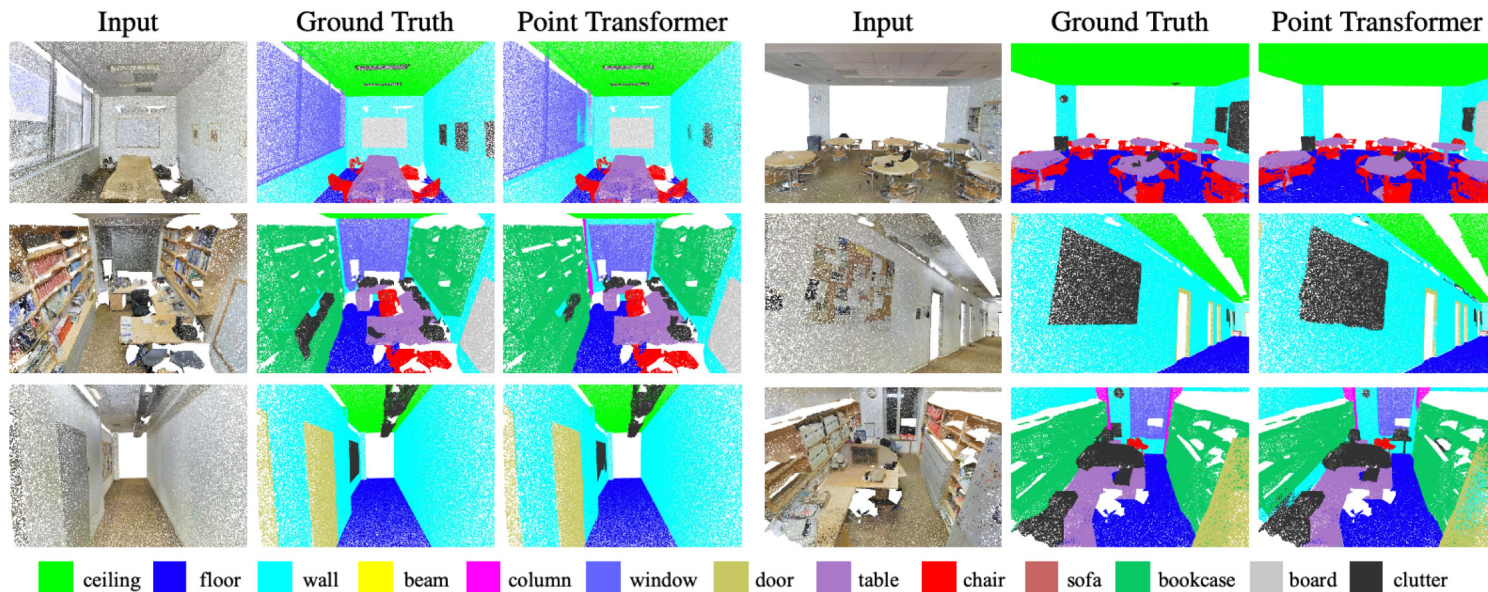 Input Ground Truth Point Transformer Input Ground Truth Point Transformer
ceiling floor wall beam column window door table chair sofa bookcase board clutter